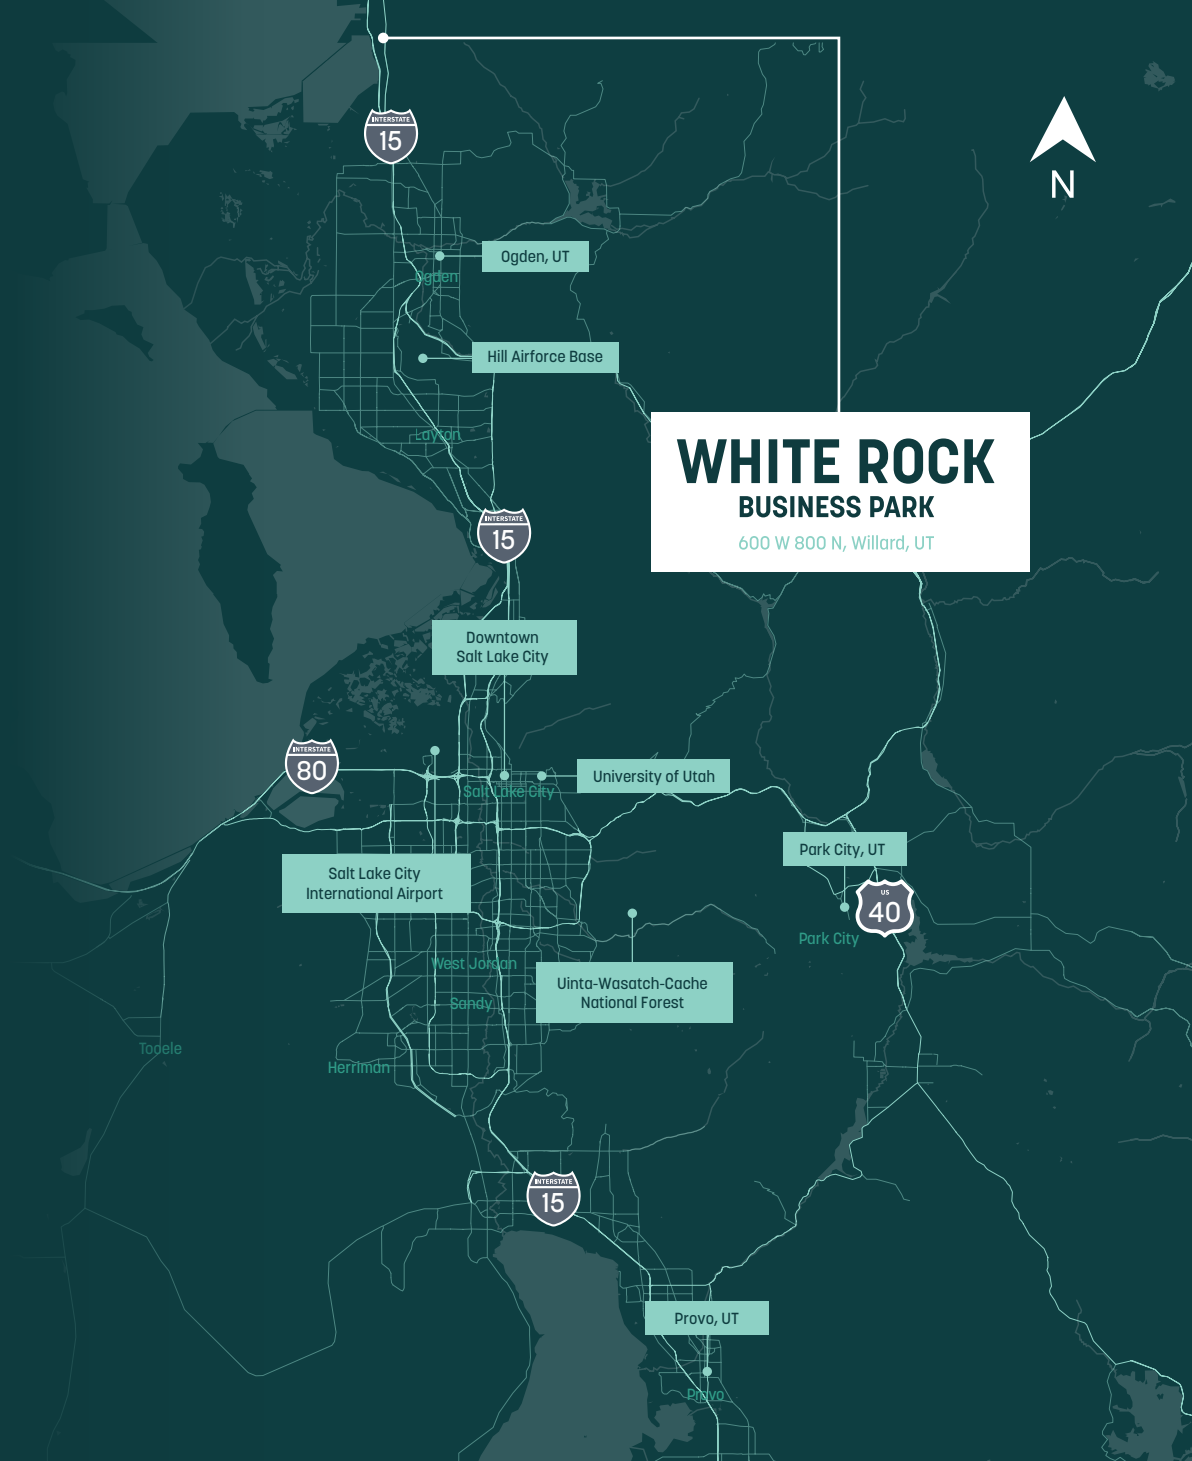 INTERSTATE
15
N
Ogden, UT
Ogden
Hill Airforce Base
Layton
WHITE ROCK
BUSINESS PARK
600 W 800 N, Willard, UT
INTERSTATE
15
Downtown
Salt Lake City
INTERSTATE
80
University of Utah
Salt Lake City
Park City, UT
Salt Lake City
International Airport
US
40
Park City
West Jordan
Uinta-Wasatch-Cache
National Forest
Sandy
Tooele
Herriman
INTERSTATE
15
Provo, UT
Provo